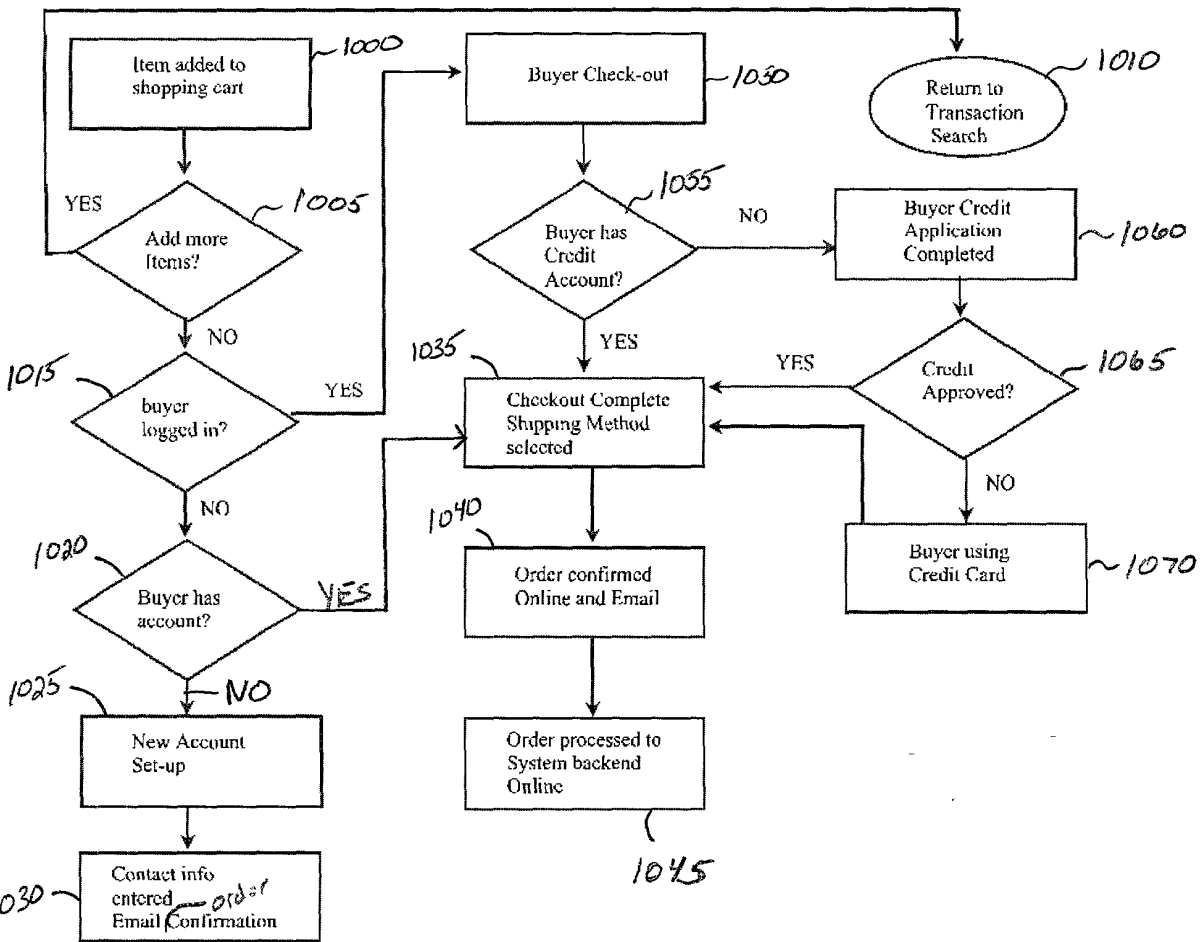 Item added to
shopping cart
1000
Buyer Check-out
1050
Return to
Transaction
Search
1010
YES
Add more
Items?
1005
Buyer has
Credit
Account?
1055
NO
Buyer Credit
Application
Completed
1060
NO
1015
buyer
logged in?
YES
YES
1035
Checkout Complete
Shipping Method
selected
YES
Credit
Approved?
1065
NO
1020
Buyer has
account?
YES
1040
Order confirmed
Online and Email
NO
Buyer using
Credit Card
1070
NO
1025
New Account
Set-up
Order processed to
System backend
Online
1045
1030
Contact info
entered
order
Email Confirmation